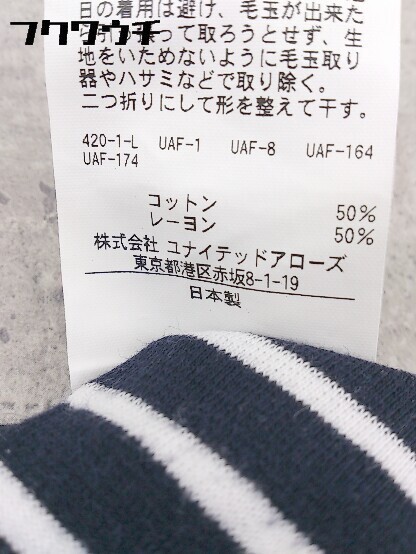 日の着用は避け、毛玉が出来た
って取ろうとせず、生
地をいためないように毛玉取り
器やハサミなどで取り除く。
二つ折りにして形を整えて干す。
420-1-L UAF-1 UAF-8 UAF-164
UAF-174
コットン 50%
レーヨン 50%
株式会社 ユナイテッドアローズ
東京都港区赤坂8-1-19
日本製
フクウクチ